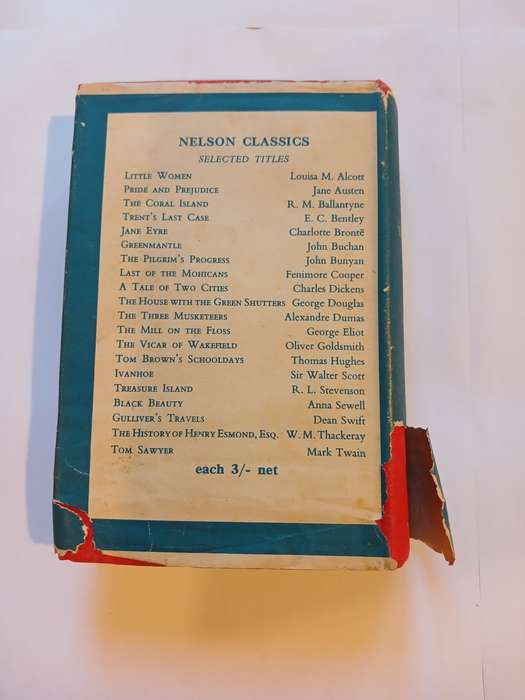 NELSON CLASSICS
SELECTED TITLES
LITTLE WOMEN Louisa M. Alcott
PRIDE AND PREJUDICE Jane Austen
THE CORAL ISLAND R. M. Ballantyne
TRENT'S LAST CASE E. C. Bentley
JANE EYRE Charlotte Brontë
GREENMANTLE John Buchan
THE PILGRIM'S PROGRESS John Bunyan
LAST OF THE MOHICANS Fenimore Cooper
A TALE OF TWO CITIES Charles Dickens
THE HOUSE WITH THE GREEN SHUTTERS George Douglas
THE THREE MUSKETEERS Alexandre Dumas
THE MILL ON THE FLOSS George Eliot
THE VICAR OF WAKEFIELD Oliver Goldsmith
TOM BROWN'S SCHOOLDAYS Thomas Hughes
IVANHOE Sir Walter Scott
TREASURE ISLAND R. L. Stevenson
BLACK BEAUTY Anna Sewell
GULLIVER'S TRAVELS Dean Swift
THE HISTORY OF HENRY ESMOND, ESQ. W. M. Thackeray
TOM SAWYER Mark Twain
each 3/- net